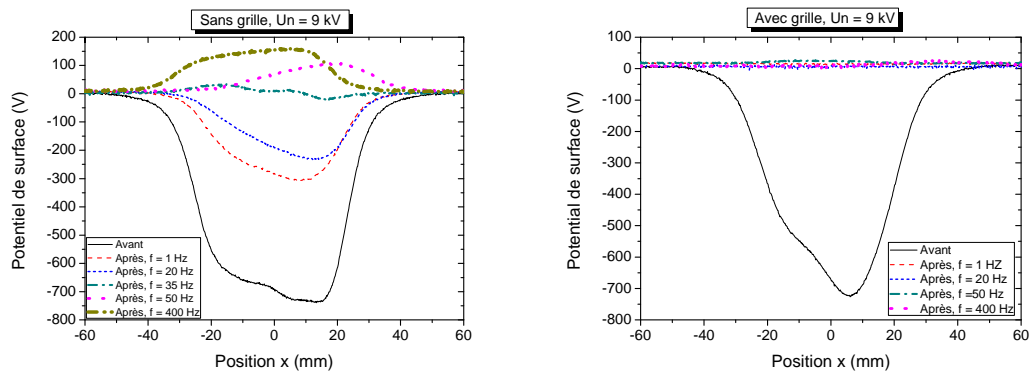 Sans grille, Un = 9 kV
200
100
0
-100
-200
-300
-400
-500
-600
-700
-800
Potentiel de surface (V)
Avant
Après, f = 1 Hz
Après, f = 20 Hz
Après, f = 35 Hz
Après, f = 50 Hz
Après, f = 400 Hz
-60 -40 -20 0 20 40 60
Position x (mm)
Avec grille, Un = 9 kV
100
0
-100
-200
-300
-400
-500
-600
-700
-800
Potential de surface (V)
Avant
Après, f = 1 HZ
Après, f = 20 Hz
Après, f =50 Hz
Après, f = 400 Hz
-60 -40 -20 0 20 40 60
Position x (mm)